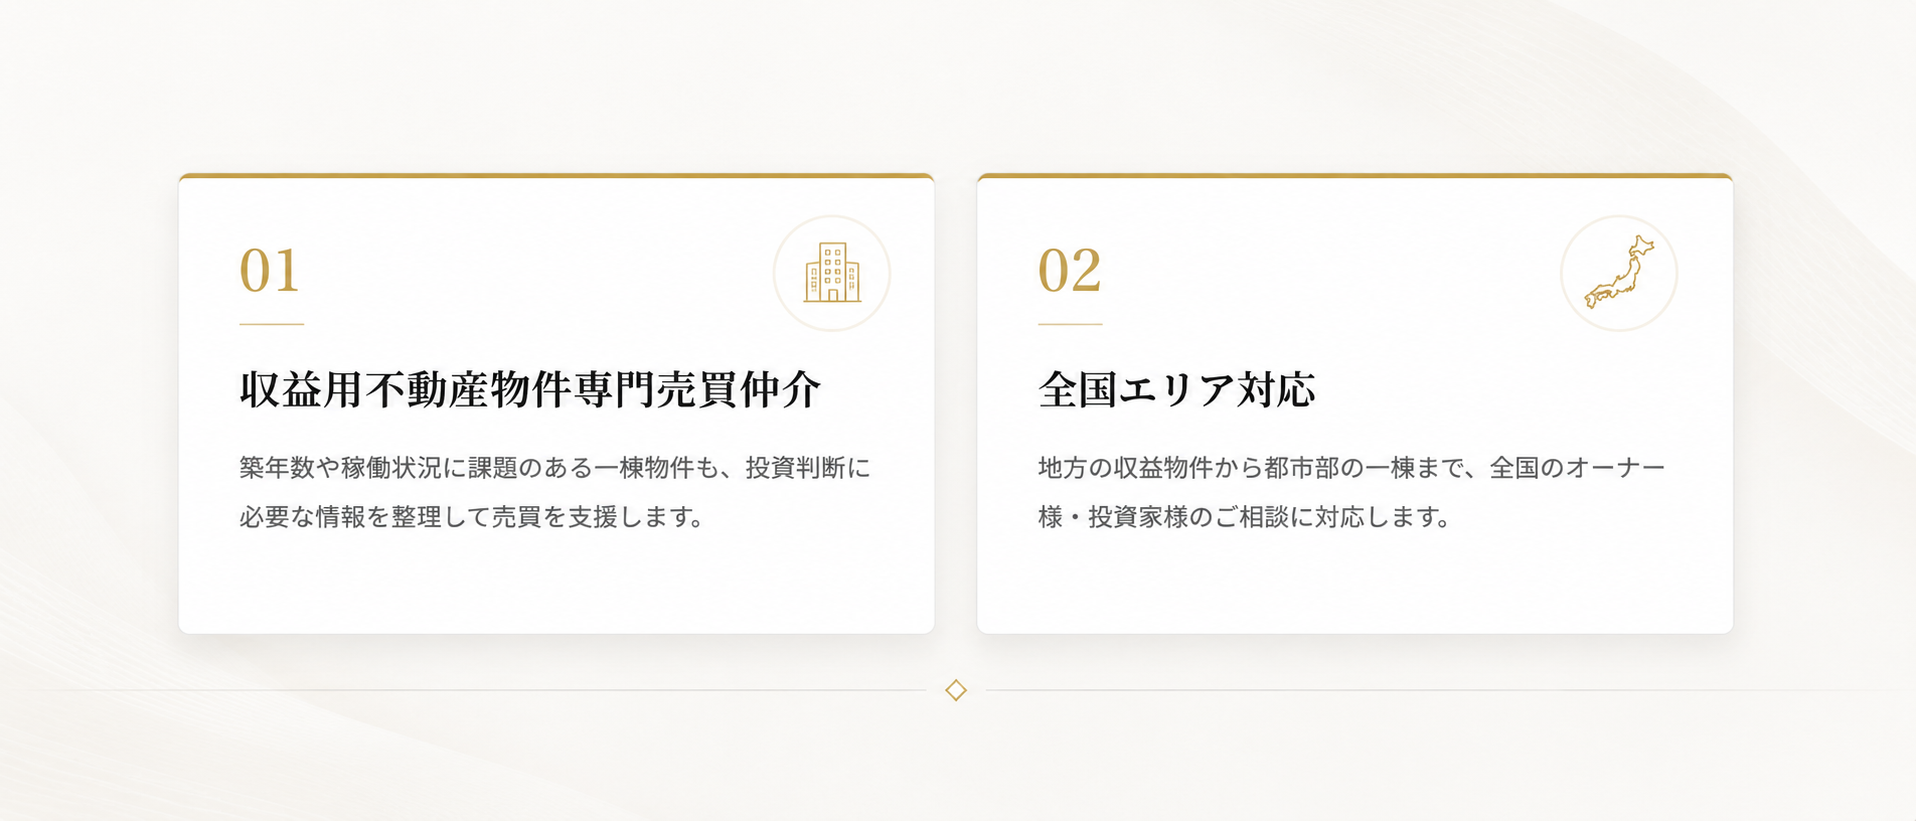 01
収益用不動産物件専門売買仲介
築年数や稼働状況に課題のある一棟物件も、投資判断に
必要な情報を整理して売買を支援します。
02
全国エリア対応
地方の収益物件から都市部の一棟まで、全国のオーナー
様・投資家様のご相談に対応します。